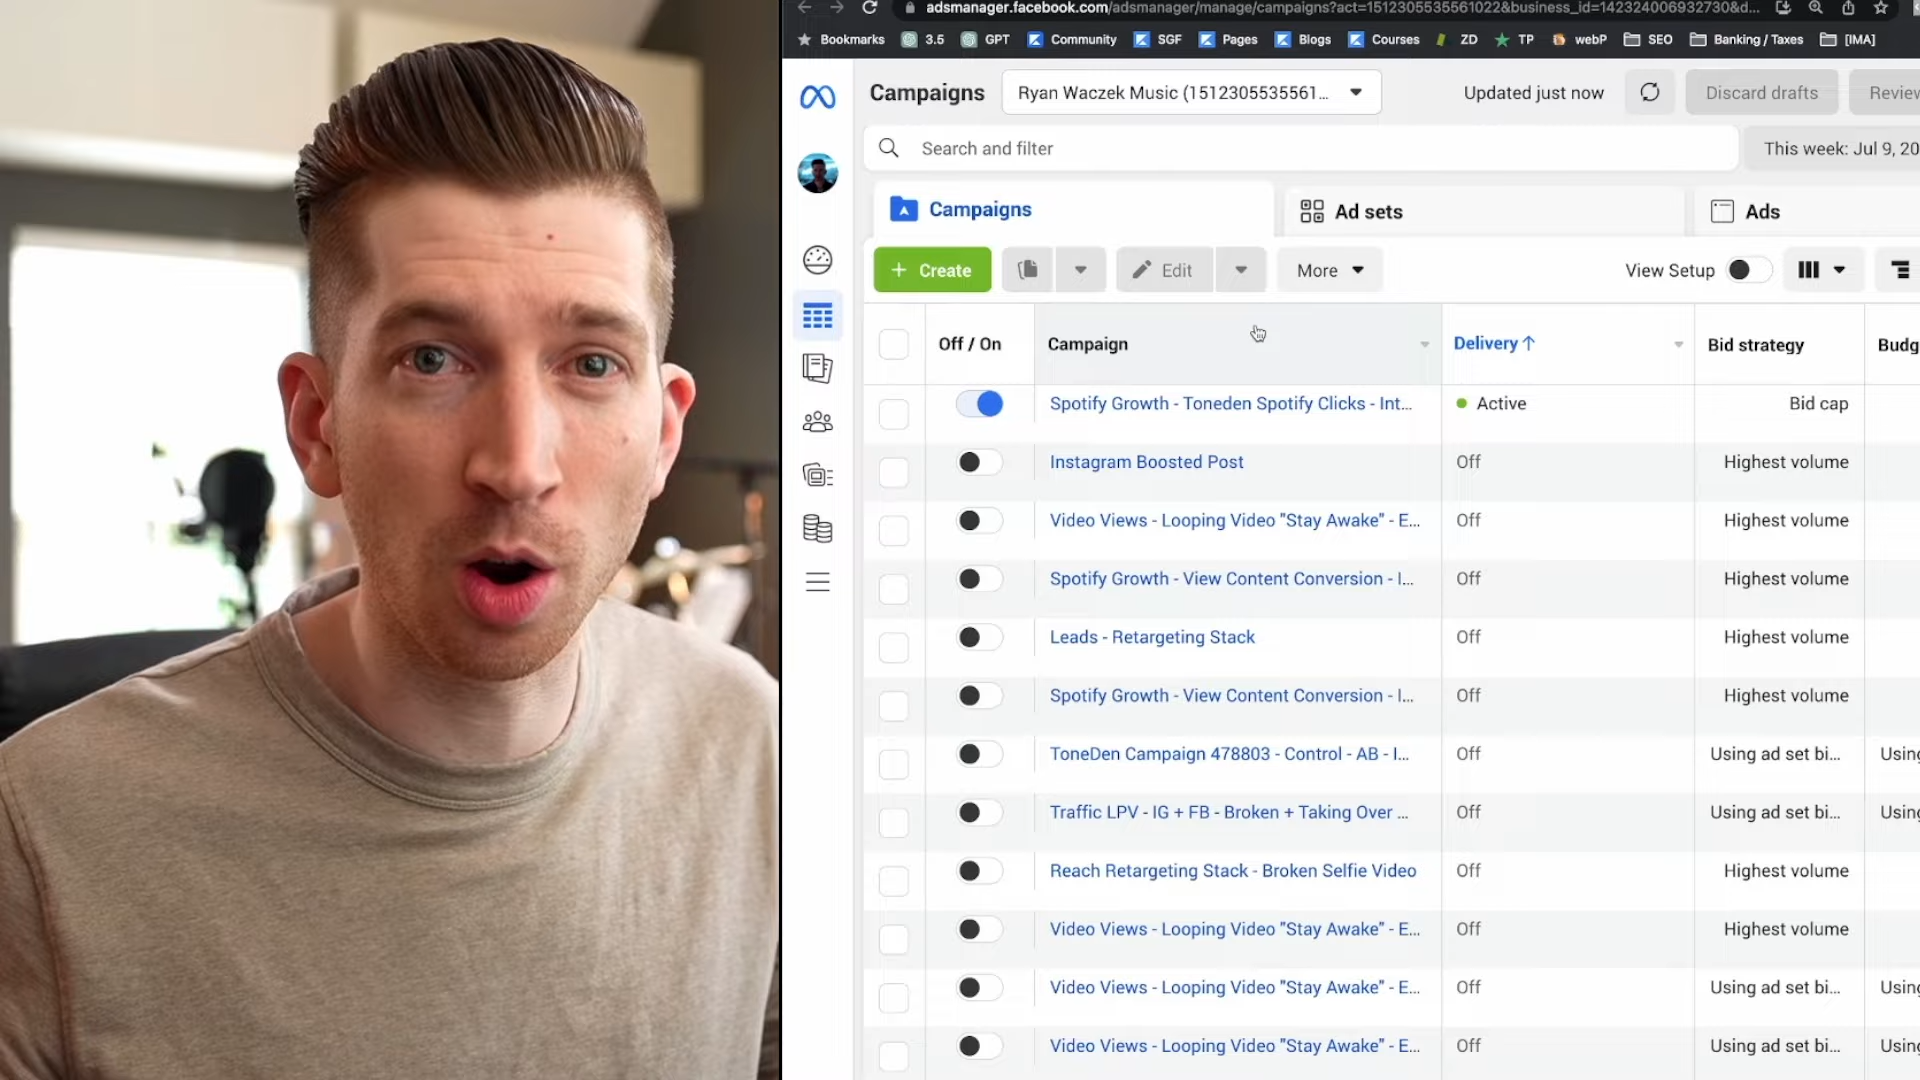 adsmanager.facebook.com/adsmanager/manage/campaigns?act=1512305535561022&business_id=142324006932730&d...
Bookmarks 3.5 GPT Community SGF Pages Blogs Courses ZD TP webP SEO Banking / Taxes [IMA]
Campaigns Ryan Waczek Music (1512305535561... Updated just now Discard drafts Review
Search and filter This week: Jul 9, 20
Campaigns Ad sets Ads
+ Create Edit More View Setup
Off / On Campaign Delivery ↑ Bid strategy Budg
Spotify Growth - Toneden Spotify Clicks - Int... Active Bid cap
Instagram Boosted Post Off Highest volume
Video Views - Looping Video "Stay Awake" - E... Off Highest volume
Spotify Growth - View Content Conversion - I... Off Highest volume
Leads - Retargeting Stack Off Highest volume
Spotify Growth - View Content Conversion - I... Off Highest volume
ToneDen Campaign 478803 - Control - AB - I... Off Using ad set bi... Using
Traffic LPV - IG + FB - Broken + Taking Over ... Off Using ad set bi... Using
Reach Retargeting Stack - Broken Selfie Video Off Highest volume
Video Views - Looping Video "Stay Awake" - E... Off Highest volume
Video Views - Looping Video "Stay Awake" - E... Off Using ad set bi... Using
Video Views - Looping Video "Stay Awake" - E... Off Using ad set bi... Using